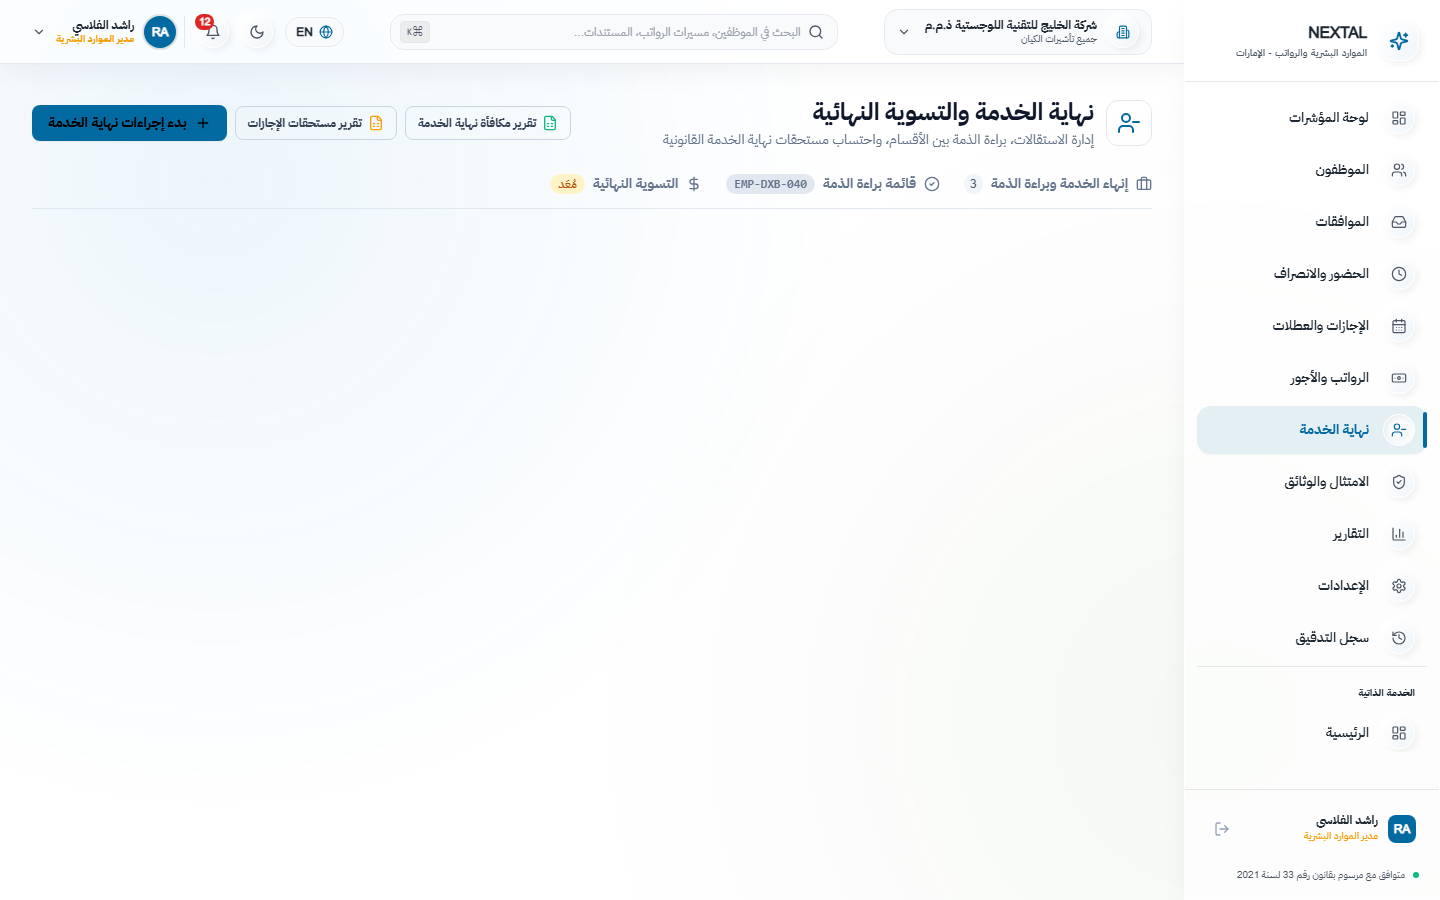 NEXTAL
الموارد البشرية والرواتب - الإمارات
شركة الخليج للتقنية اللوجستية ذ.م.م
جميع تأشيرات الكيان
البحث في الموظفين، مسيرات الرواتب، المستندات...
⌘K
EN
12
RA
راشد الفلاسي
مدير الموارد البشرية
لوحة المؤشرات
الموظفون
الموافقات
الحضور والانصراف
الإجازات والعطلات
الرواتب والأجور
نهاية الخدمة
الامتثال والوثائق
التقارير
الإعدادات
سجل التدقيق
الخدمة الذاتية
الرئيسية
RA
راشد الفلاسي
مدير الموارد البشرية
متوافق مع مرسوم بقانون رقم 33 لسنة 2021
نهاية الخدمة والتسوية النهائية
إدارة الاستقالات، براءة الذمة بين الأقسام، واحتساب مستحقات نهاية الخدمة القانونية
تقرير مكافأة نهاية الخدمة
تقرير مستحقات الإجازات
بدء إجراءات نهاية الخدمة
إنهاء الخدمة وبراءة الذمة 3
قائمة براءة الذمة EMP-DXB-040
التسوية النهائية مُعَد